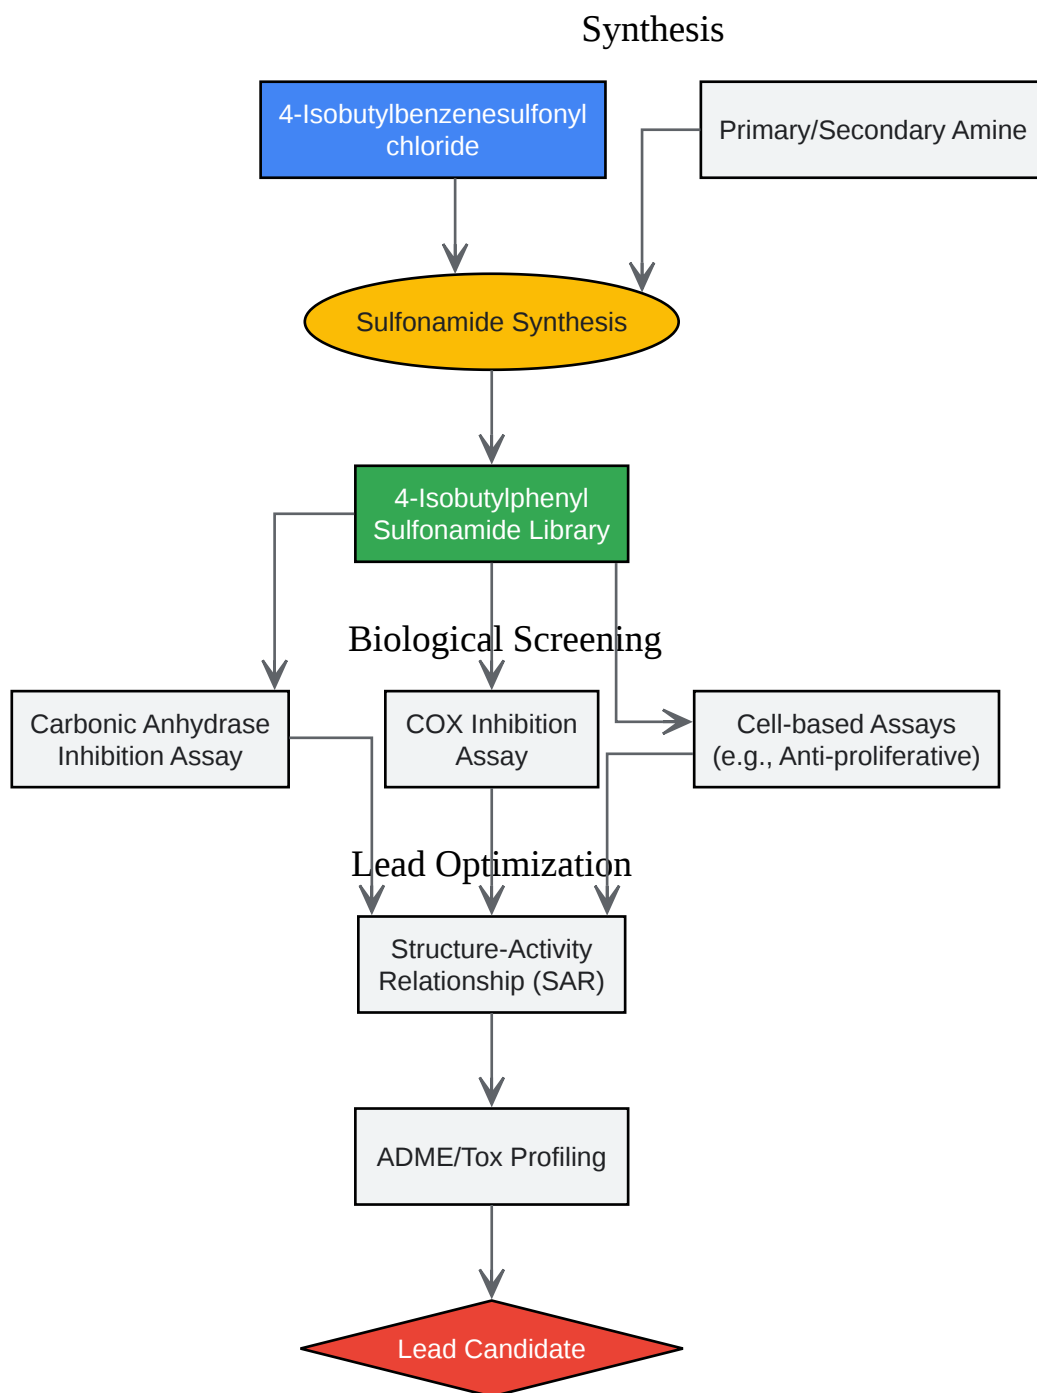 Synthesis
4-Isobutylbenzenesulfonyl
chloride
Primary/Secondary Amine
Sulfonamide Synthesis
4-Isobutylphenyl
Sulfonamide Library
Biological Screening
Carbonic Anhydrase
Inhibition Assay
COX Inhibition
Assay
Cell-based Assays
(e.g., Anti-proliferative)
Lead Optimization
Structure-Activity
Relationship (SAR)
ADME/Tox Profiling
Lead Candidate